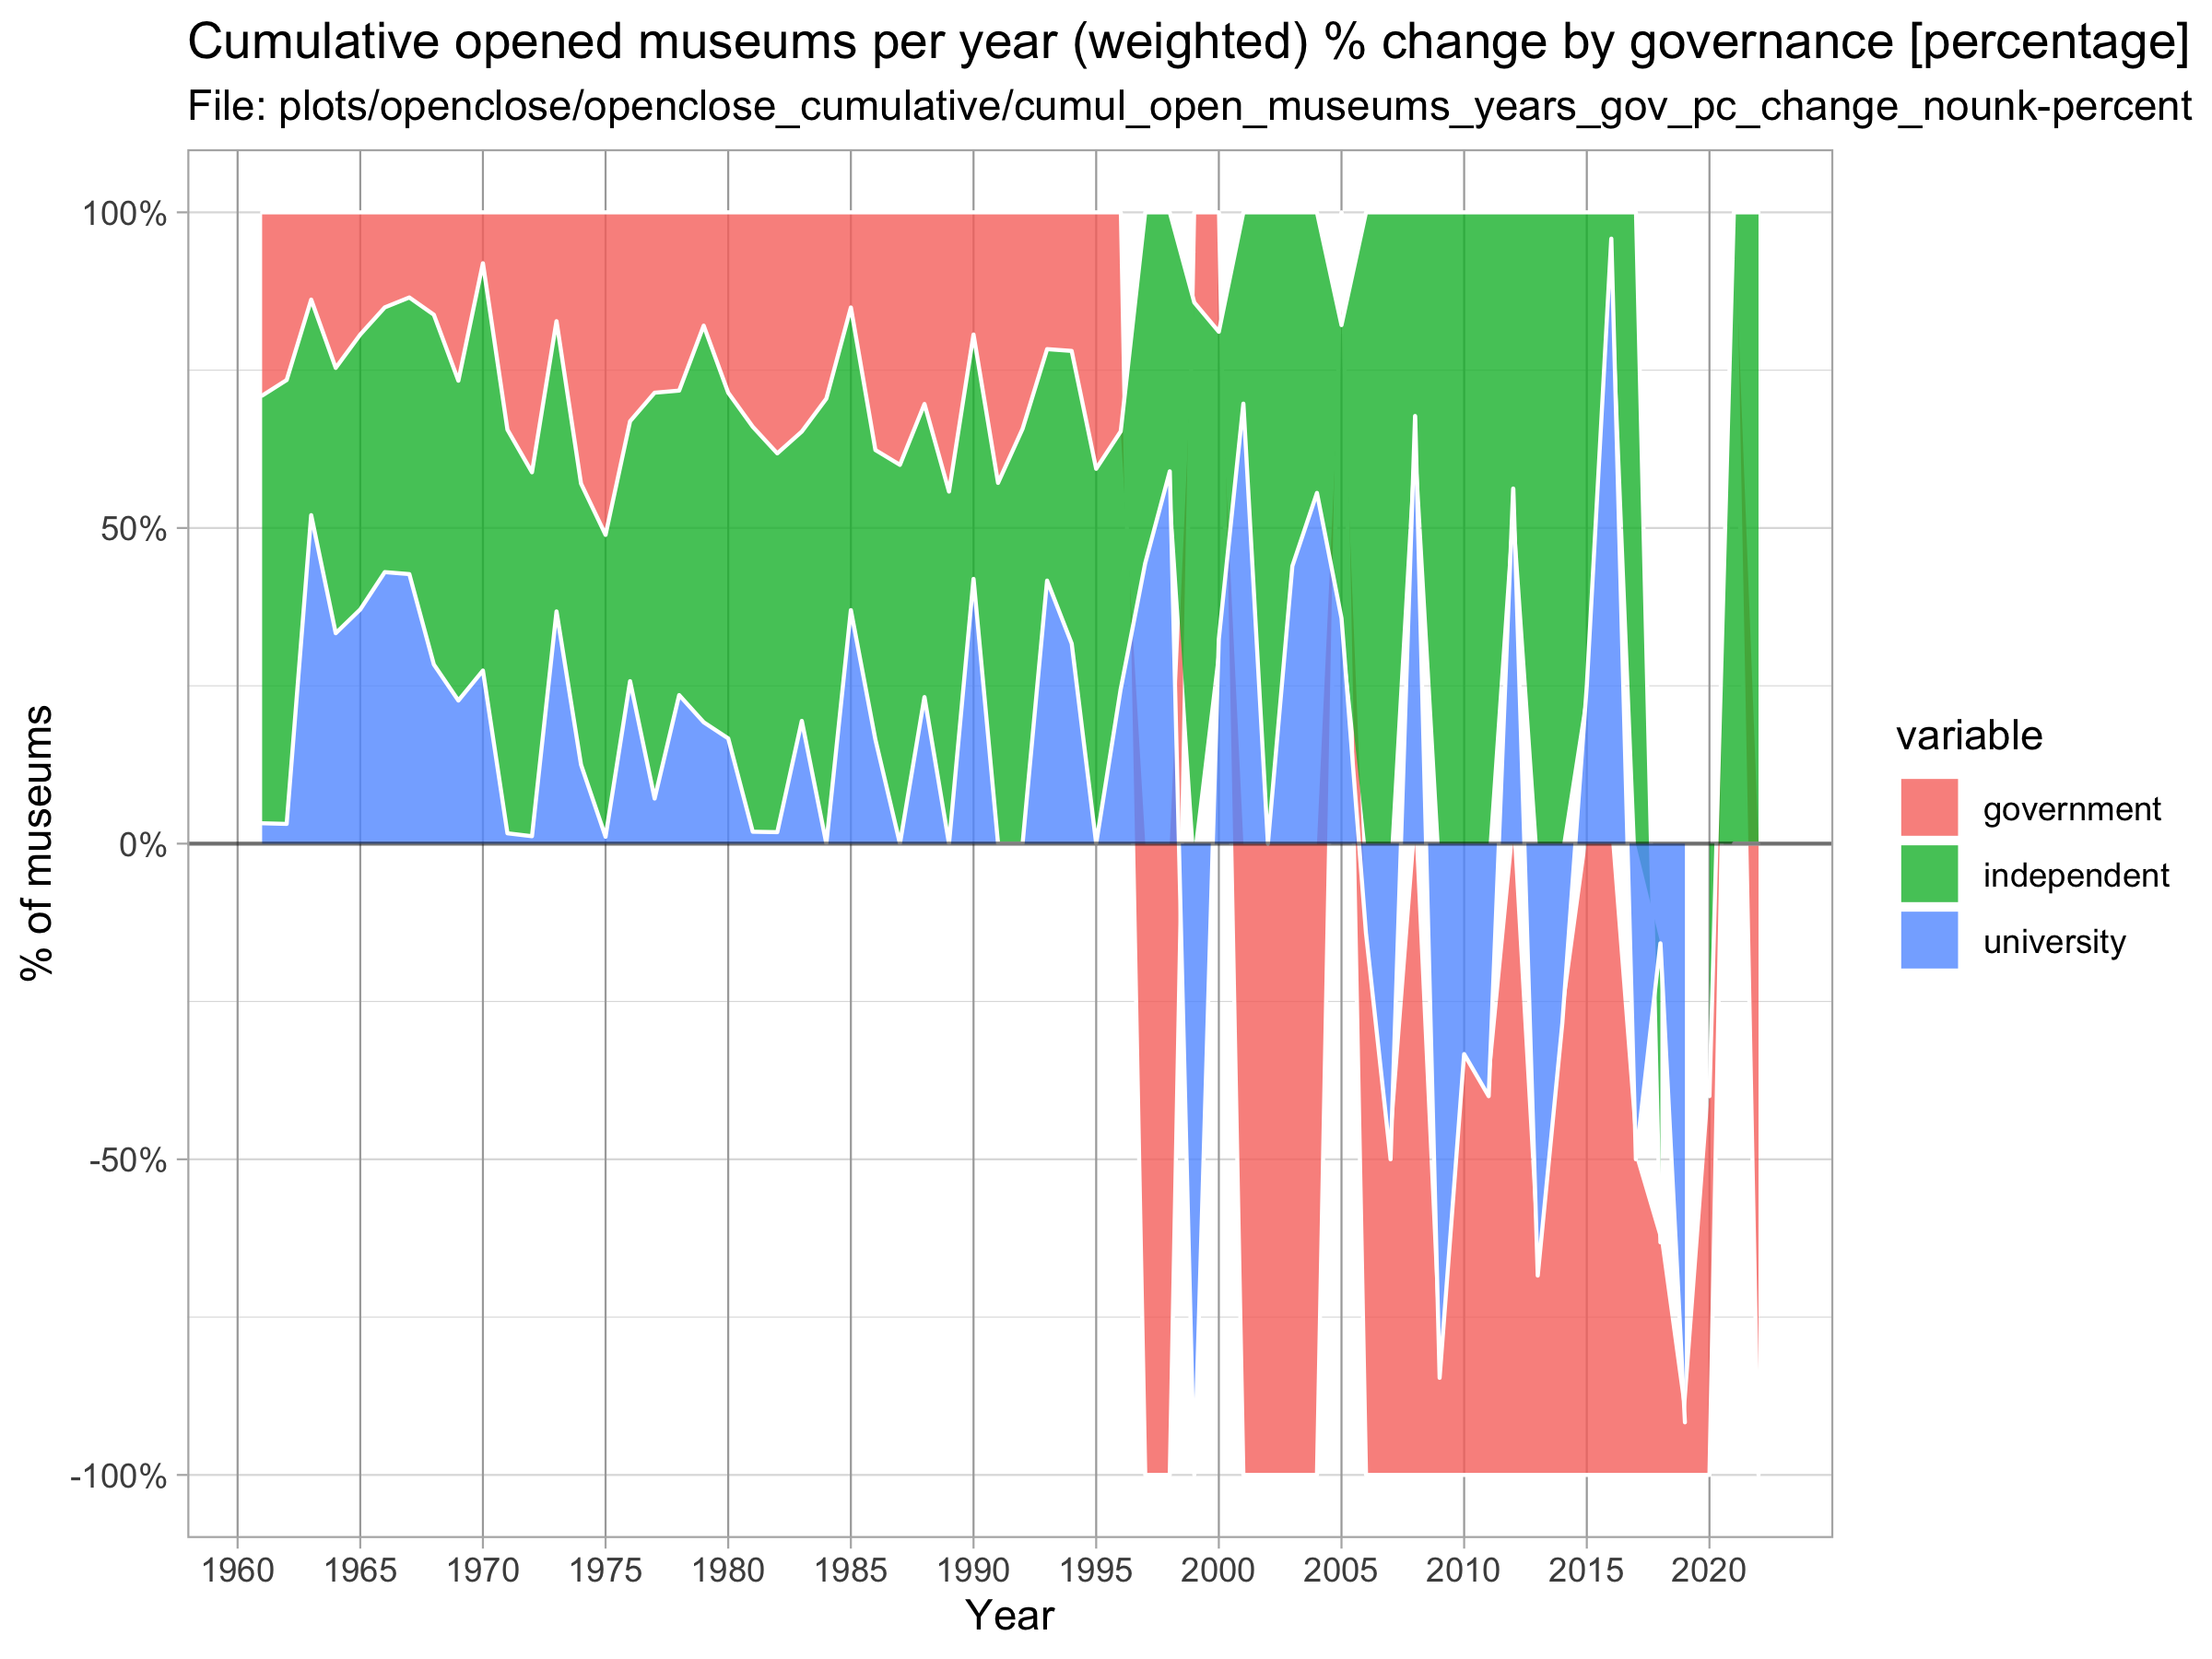 Cumulative opened museums per year (weighted) % change by governance [percentage]
File: plots/openclose/openclose_cumulative/cumul_open_museums_years_gov_pc_change_nounk-percent
% of museums
100%
50%
0%
-50%
-100%
1960 1965 1970 1975 1980 1985 1990 1995 2000 2005 2010 2015 2020
Year
variable
government
independent
university